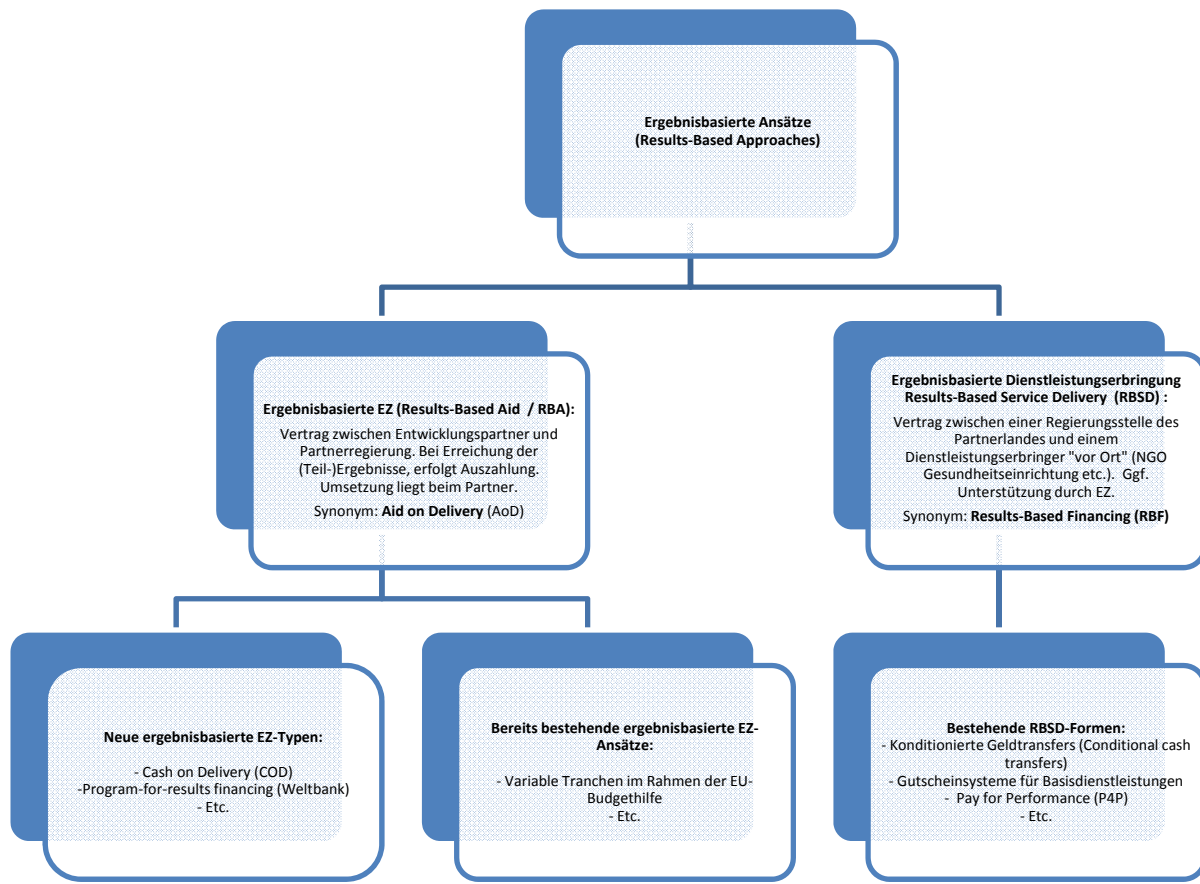 Ergebnisbasierte Ansätze
(Results-Based Approaches)
Ergebnisbasierte EZ (Results-Based Aid / RBA):
Vertrag zwischen Entwicklungspartner und
Partnerregierung. Bei Erreichung der
(Teil-)Ergebnisse, erfolgt Auszahlung.
Umsetzung liegt beim Partner.
Synonym: Aid on Delivery (AoD)
Ergebnisbasierte Dienstleistungserbringung
Results-Based Service Delivery (RBSD) :
Vertrag zwischen einer Regierungsstelle des
Partnerlandes und einem
Dienstleistungserbringer "vor Ort" (NGO
Gesundheitseinrichtung etc.). Ggf.
Unterstützung durch EZ.
Synonym: Results-Based Financing (RBF)
Neue ergebnisbasierte EZ-Typen:
- Cash on Delivery (COD)
-Program-for-results financing (Weltbank)
- Etc.
Bereits bestehende ergebnisbasierte EZ-
Ansätze:
- Variable Tranchen im Rahmen der EU-
Budgethilfe
- Etc.
Bestehende RBSD-Formen:
- Konditionierte Geldtransfers (Conditional cash
transfers)
- Gutscheinsysteme für Basisdienstleistungen
- Pay for Performance (P4P)
- Etc.